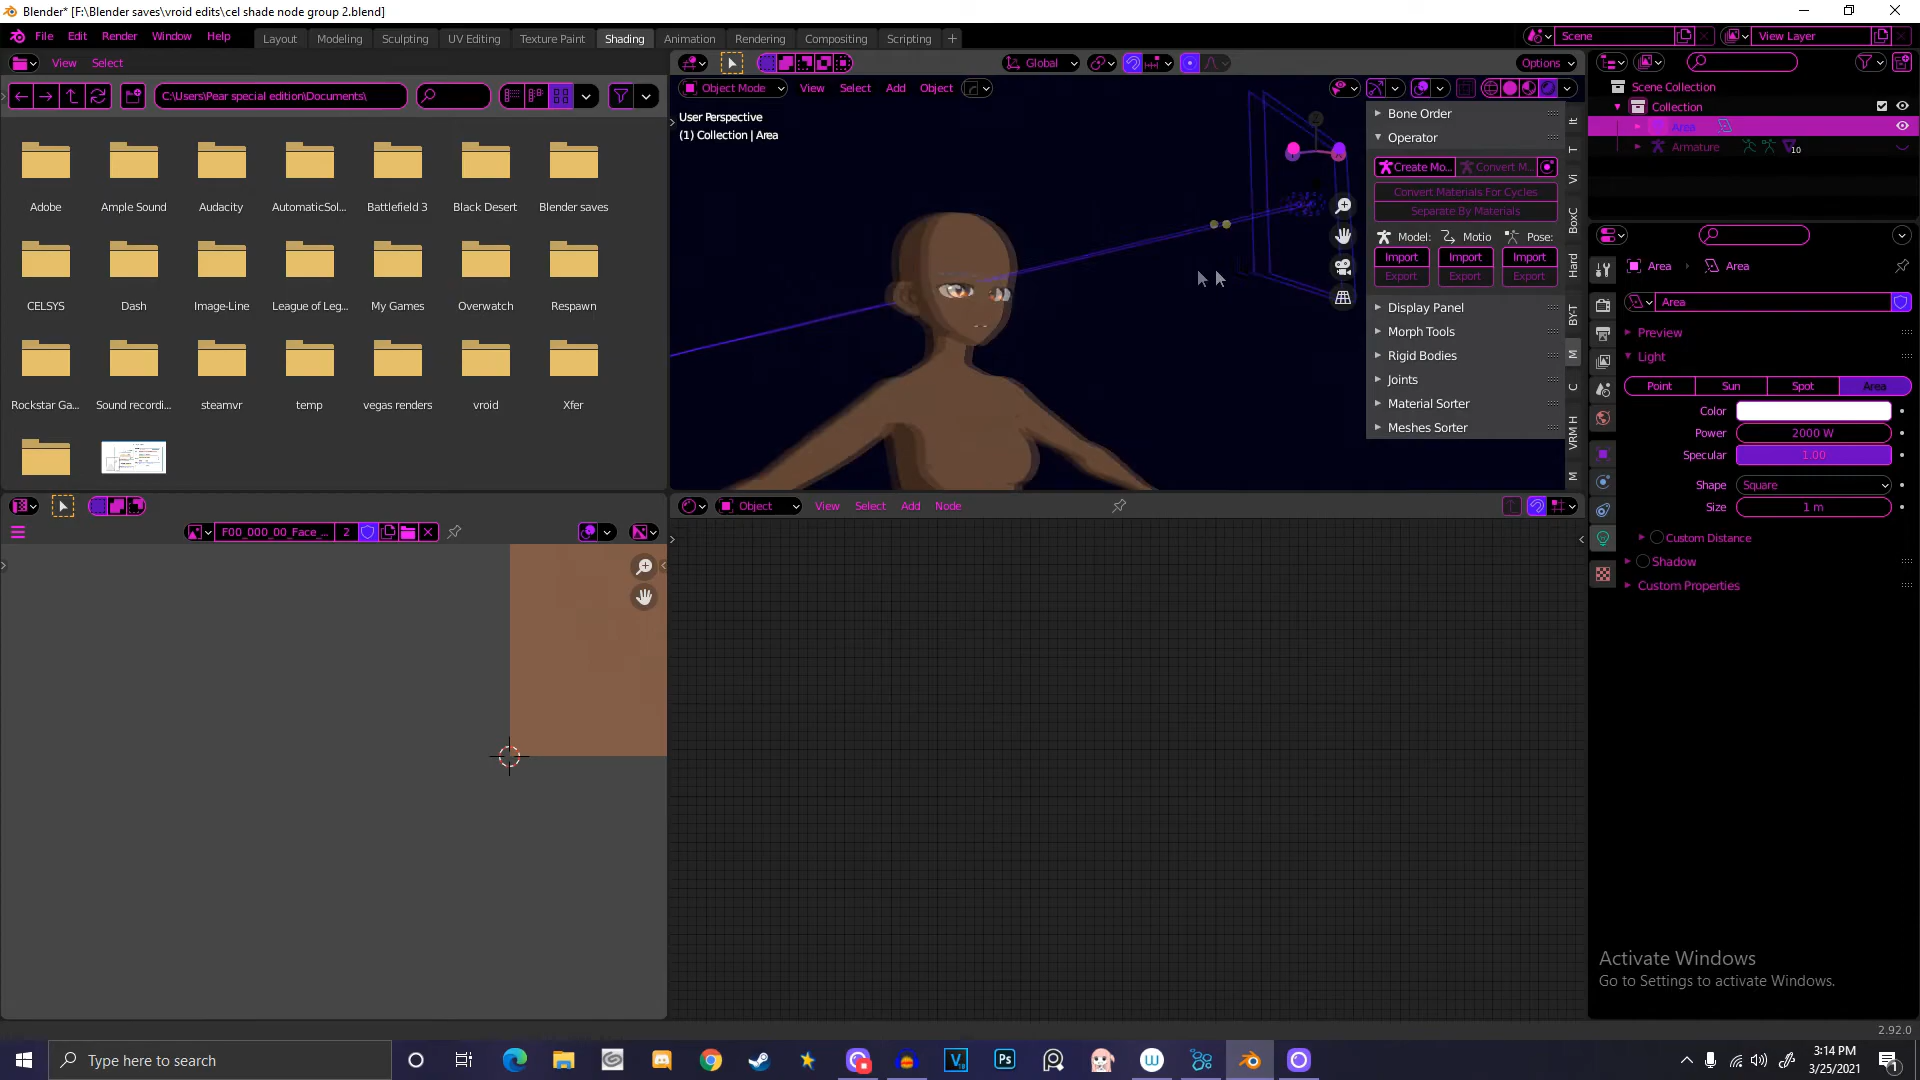 Blender* [F:\Blender saves\vroid edits\cel shade node group 2.blend]
File Edit Render Window Help Layout Modeling Sculpting UV Editing Texture Paint Shading Animation Rendering Compositing Scripting Scene View Layer
View Select Global Options
C:\Users\Pear special edition\Documents\
Object Mode View Select Add Object
Scene Collection
Collection
Area
Armature 10
User Perspective
(1) Collection | Area
Bone Order
Operator
Create Mo... Convert M...
Convert Materials For Cycles
Separate By Materials
Model: Motio Pose:
Import Import Import
Export Export Export
Display Panel
Morph Tools
Rigid Bodies
Joints
Material Sorter
Meshes Sorter
It
T
Vi
BoxC
Hard
BY-T
M
C
VRM H
M
Adobe Ample Sound Audacity AutomaticSol... Battlefield 3 Black Desert Blender saves
CELSYS Dash Image-Line League of Leg... My Games Overwatch Respawn
Rockstar Ga... Sound recordi... steamvr temp vegas renders vroid Xfer
Area Area
Area
Preview
Light
Point Sun Spot Area
Color
Power 2000 W
Specular 1.00
Shape Square
Size 1 m
Custom Distance
Shadow
Custom Properties
F00_000_00_Face_... 2
Object View Select Add Node
Activate Windows
Go to Settings to activate Windows.
2.92.0
Type here to search
3:14 PM
3/25/2021
1